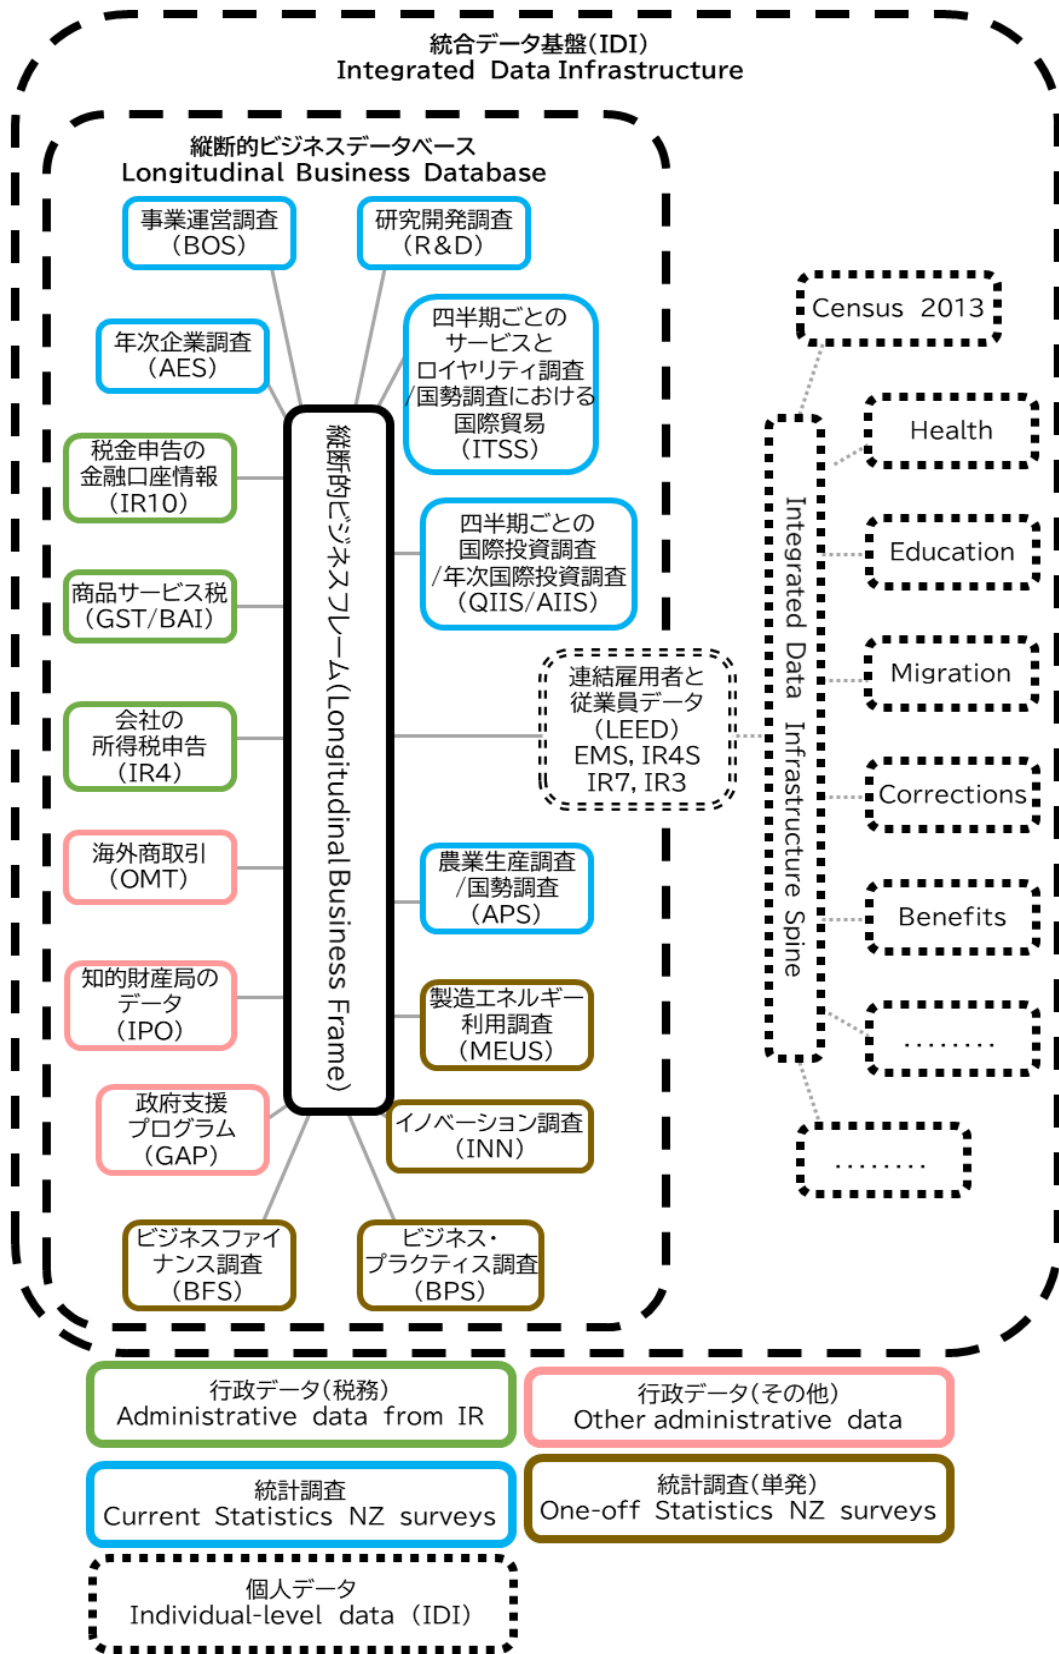 統合データ基盤(IDI)
Integrated Data Infrastructure
縦断的ビジネスデータベース
Longitudinal Business Database
事業運営調査
(BOS)
研究開発調査
(R&D)
年次企業調査
(AES)
四半期ごとの
サービスと
ロイヤリティ調査
/国勢調査における
国際貿易
(ITSS)
税金申告の
金融口座情報
(IR10)
四半期ごとの
国際投資調査
/年次国際投資調査
(QIIS/AIIS)
商品サービス税
(GST/BAI)
縦断的ビジネスフレーム(Longitudinal Business Frame)
連結雇用者と
従業員データ
(LEED)
EMS, IR4S
IR7, IR3
会社の
所得税申告
(IR4)
海外商取引
(OMT)
農業生産調査
/国勢調査
(APS)
知的財産局の
データ
(IPO)
製造エネルギー
利用調査
(MEUS)
政府支援
プログラム
(GAP)
イノベーション調査
(INN)
ビジネスファイ
ナンス調査
(BFS)
ビジネス・
プラクティス調査
(BPS)
Integrated Data Infrastructure Spine
Census 2013
Health
Education
Migration
Corrections
Benefits
........
........
行政データ(税務)
Administrative data from IR
行政データ(その他)
Other administrative data
統計調査
Current Statistics NZ surveys
統計調査(単発)
One-off Statistics NZ surveys
個人データ
Individual-level data (IDI)